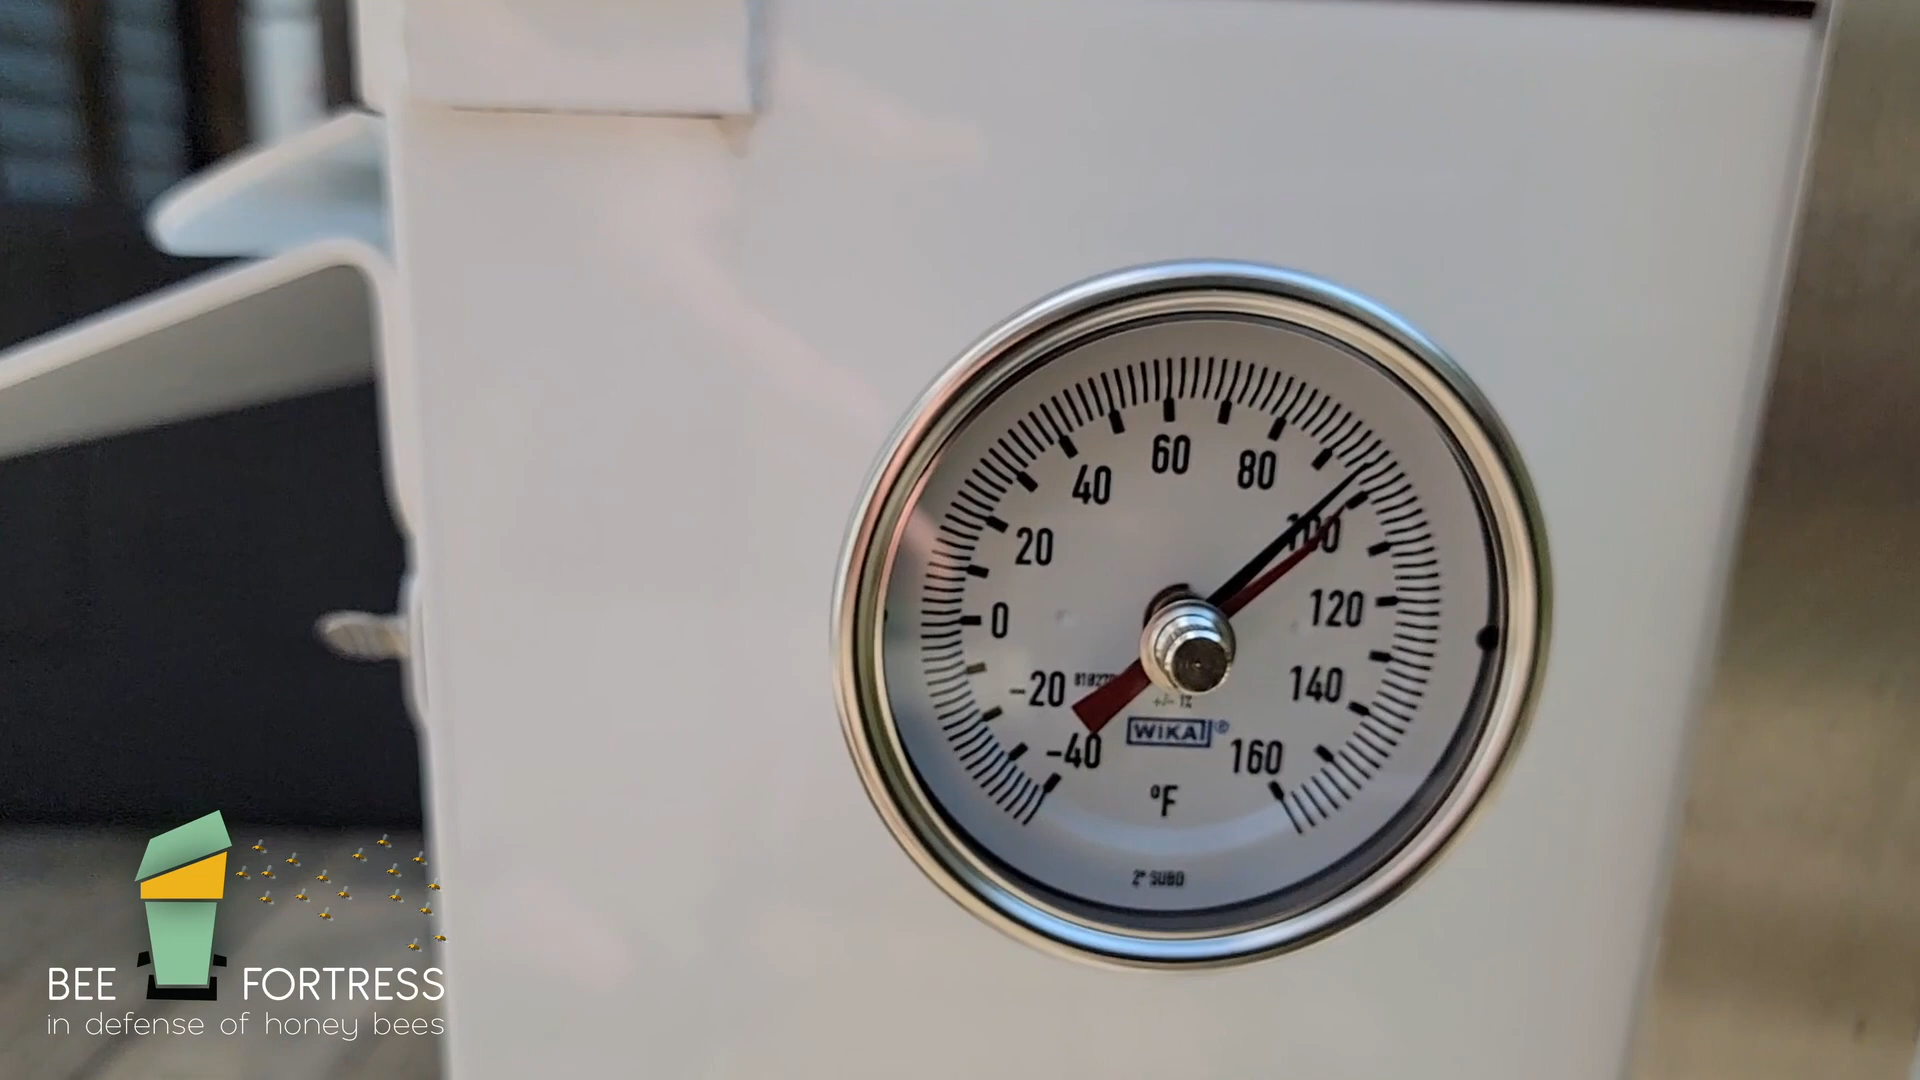 60
40
80
20
100
0
120
-20
140
+/- 1%
WIKA®
-40
160
°F
2" SUBD
BEE FORTRESS
in defense of honey bees